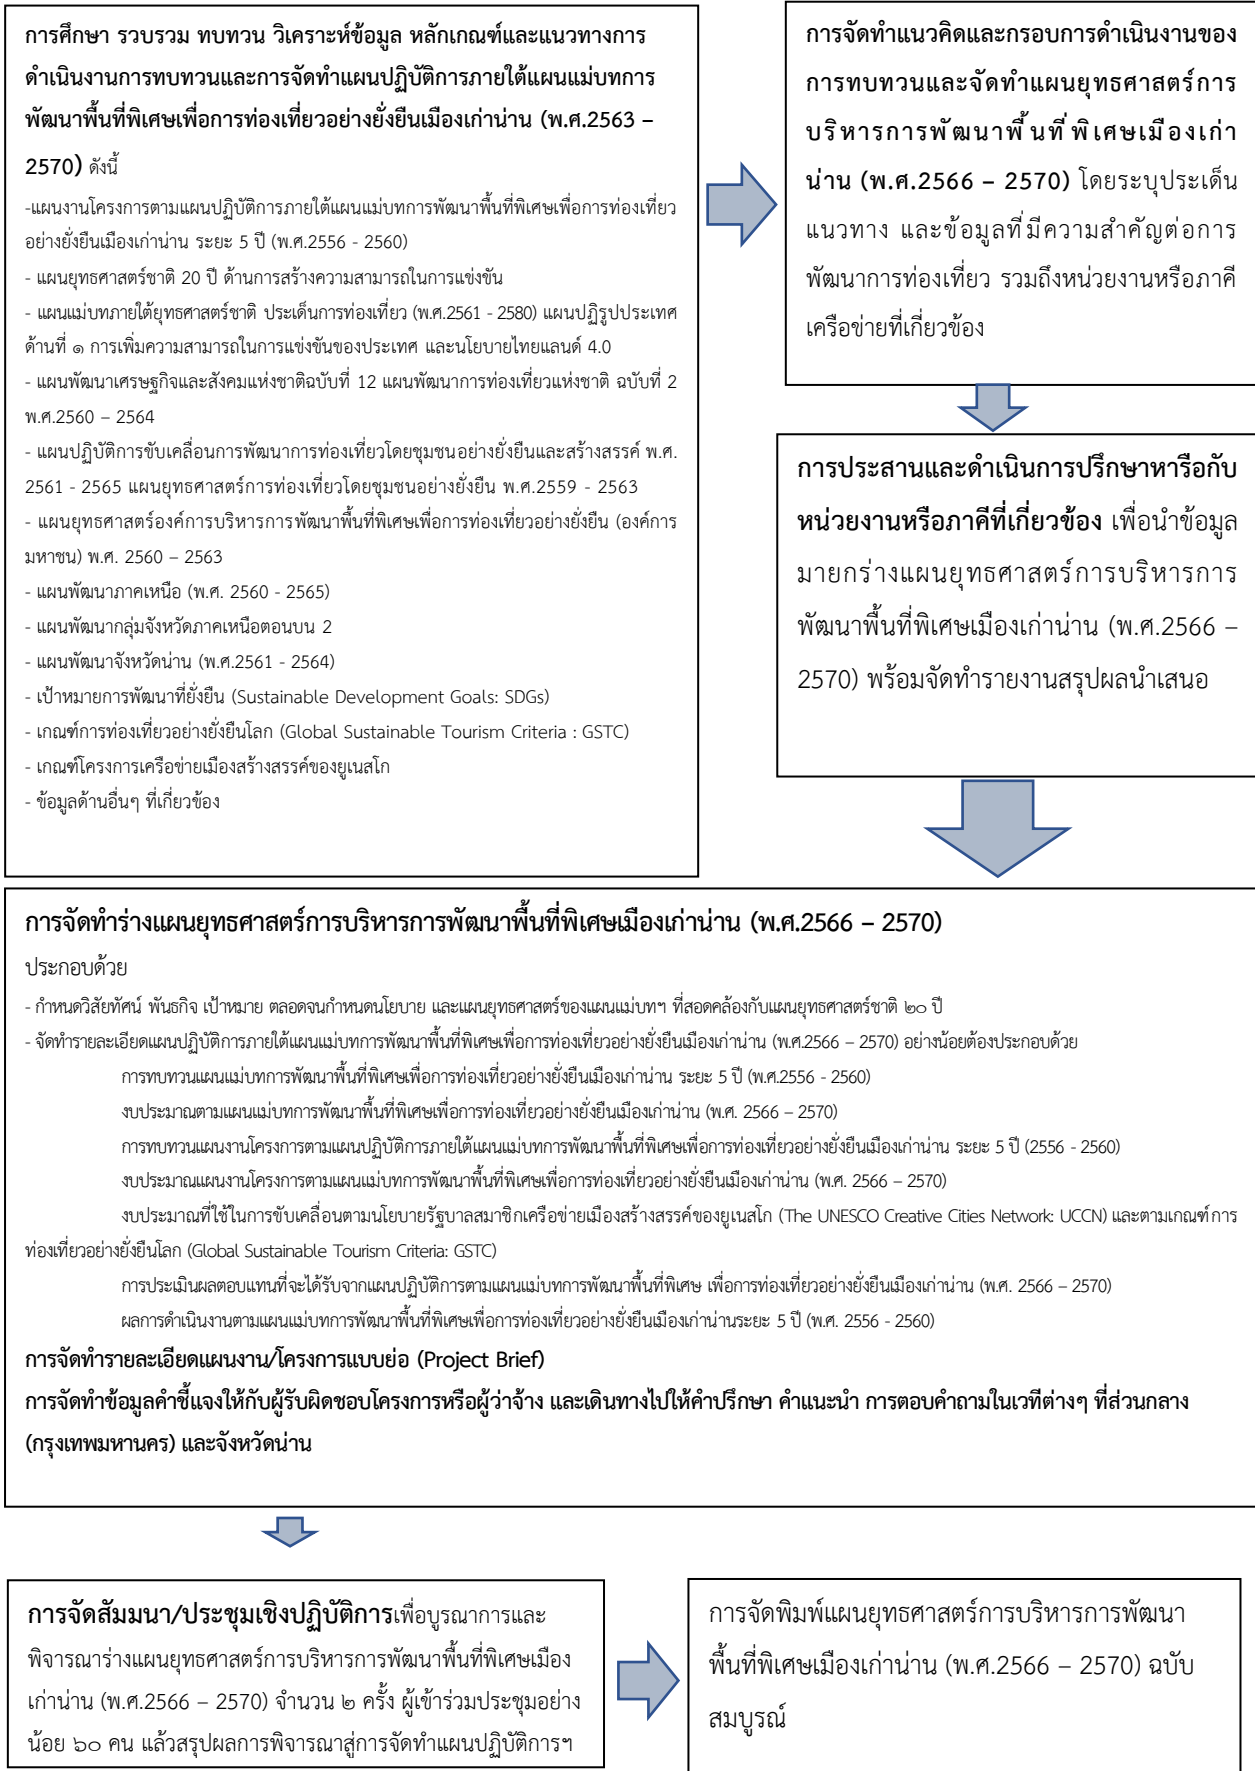 การศึกษา รวบรวม ทบทวน วิเคราะห์ข้อมูล หลักเกณฑ์และแนวทางการ
ดำเนินงานการทบทวนและการจัดทำแผนปฏิบัติการภายใต้แผนแม่บทการ
พัฒนาพื้นที่พิเศษเพื่อการท่องเที่ยวอย่างยั่งยืนเมืองเก่าน่าน (พ.ศ.2563 –
2570) ดังนี้
-แผนงานโครงการตามแผนปฏิบัติการภายใต้แผนแม่บทการพัฒนาพื้นที่พิเศษเพื่อการท่องเที่ยว
อย่างยั่งยืนเมืองเก่าน่าน ระยะ 5 ปี (พ.ศ.2556 - 2560)
- แผนยุทธศาสตร์ชาติ 20 ปี ด้านการสร้างความสามารถในการแข่งขัน
- แผนแม่บทภายใต้ยุทธศาสตร์ชาติ ประเด็นการท่องเที่ยว (พ.ศ.2561 - 2580) แผนปฏิรูปประเทศ
ด้านที่ ๑ การเพิ่มความสามารถในการแข่งขันของประเทศ และนโยบายไทยแลนด์ 4.0
- แผนพัฒนาเศรษฐกิจและสังคมแห่งชาติฉบับที่ 12 แผนพัฒนาการท่องเที่ยวแห่งชาติ ฉบับที่ 2
พ.ศ.2560 – 2564
- แผนปฏิบัติการขับเคลื่อนการพัฒนาการท่องเที่ยวโดยชุมชนอย่างยั่งยืนและสร้างสรรค์ พ.ศ.
2561 - 2565 แผนยุทธศาสตร์การท่องเที่ยวโดยชุมชนอย่างยั่งยืน พ.ศ.2559 - 2563
- แผนยุทธศาสตร์องค์การบริหารการพัฒนาพื้นที่พิเศษเพื่อการท่องเที่ยวอย่างยั่งยืน (องค์การ
มหาชน) พ.ศ. 2560 – 2563
- แผนพัฒนาภาคเหนือ (พ.ศ. 2560 - 2565)
- แผนพัฒนากลุ่มจังหวัดภาคเหนือตอนบน 2
- แผนพัฒนาจังหวัดน่าน (พ.ศ.2561 - 2564)
- เป้าหมายการพัฒนาที่ยั่งยืน (Sustainable Development Goals: SDGs)
- เกณฑ์การท่องเที่ยวอย่างยั่งยืนโลก (Global Sustainable Tourism Criteria : GSTC)
- เกณฑ์โครงการเครือข่ายเมืองสร้างสรรค์ของยูเนสโก
- ข้อมูลด้านอื่นๆ ที่เกี่ยวข้อง
การจัดทำแนวคิดและกรอบการดำเนินงานของ
การทบทวนและจัดทำแผนยุทธศาสตร์การ
บริหารการพัฒนาพื้นที่พิเศษเมืองเก่า
น่าน (พ.ศ.2566 – 2570) โดยระบุประเด็น
แนวทาง และข้อมูลที่มีความสำคัญต่อการ
พัฒนาการท่องเที่ยว รวมถึงหน่วยงานหรือภาคี
เครือข่ายที่เกี่ยวข้อง
การประสานและดำเนินการปรึกษาหารือกับ
หน่วยงานหรือภาคีที่เกี่ยวข้อง เพื่อนำข้อมูล
มายกร่างแผนยุทธศาสตร์การบริหารการ
พัฒนาพื้นที่พิเศษเมืองเก่าน่าน (พ.ศ.2566 –
2570) พร้อมจัดทำรายงานสรุปผลนำเสนอ
การจัดทำร่างแผนยุทธศาสตร์การบริหารการพัฒนาพื้นที่พิเศษเมืองเก่าน่าน (พ.ศ.2566 – 2570)
ประกอบด้วย
- กำหนดวิสัยทัศน์ พันธกิจ เป้าหมาย ตลอดจนกำหนดนโยบาย และแผนยุทธศาสตร์ของแผนแม่บทฯ ที่สอดคล้องกับแผนยุทธศาสตร์ชาติ ๒๐ ปี
- จัดทำรายละเอียดแผนปฏิบัติการภายใต้แผนแม่บทการพัฒนาพื้นที่พิเศษเพื่อการท่องเที่ยวอย่างยั่งยืนเมืองเก่าน่าน (พ.ศ.2566 – 2570) อย่างน้อยต้องประกอบด้วย
การทบทวนแผนแม่บทการพัฒนาพื้นที่พิเศษเพื่อการท่องเที่ยวอย่างยั่งยืนเมืองเก่าน่าน ระยะ 5 ปี (พ.ศ.2556 - 2560)
งบประมาณตามแผนแม่บทการพัฒนาพื้นที่พิเศษเพื่อการท่องเที่ยวอย่างยั่งยืนเมืองเก่าน่าน (พ.ศ. 2566 – 2570)
การทบทวนแผนงานโครงการตามแผนปฏิบัติการภายใต้แผนแม่บทการพัฒนาพื้นที่พิเศษเพื่อการท่องเที่ยวอย่างยั่งยืนเมืองเก่าน่าน ระยะ 5 ปี (2556 - 2560)
งบประมาณแผนงานโครงการตามแผนแม่บทการพัฒนาพื้นที่พิเศษเพื่อการท่องเที่ยวอย่างยั่งยืนเมืองเก่าน่าน (พ.ศ. 2566 – 2570)
งบประมาณที่ใช้ในการขับเคลื่อนตามนโยบายรัฐบาลสมาชิกเครือข่ายเมืองสร้างสรรค์ของยูเนสโก (The UNESCO Creative Cities Network: UCCN) และตามเกณฑ์การ
ท่องเที่ยวอย่างยั่งยืนโลก (Global Sustainable Tourism Criteria: GSTC)
การประเมินผลตอบแทนที่จะได้รับจากแผนปฏิบัติการตามแผนแม่บทการพัฒนาพื้นที่พิเศษ เพื่อการท่องเที่ยวอย่างยั่งยืนเมืองเก่าน่าน (พ.ศ. 2566 – 2570)
ผลการดำเนินงานตามแผนแม่บทการพัฒนาพื้นที่พิเศษเพื่อการท่องเที่ยวอย่างยั่งยืนเมืองเก่าน่านระยะ 5 ปี (พ.ศ. 2556 - 2560)
การจัดทำรายละเอียดแผนงาน/โครงการแบบย่อ (Project Brief)
การจัดทำข้อมูลคำชี้แจงให้กับผู้รับผิดชอบโครงการหรือผู้ว่าจ้าง และเดินทางไปให้คำปรึกษา คำแนะนำ การตอบคำถามในเวทีต่างๆ ที่ส่วนกลาง
(กรุงเทพมหานคร) และจังหวัดน่าน
การจัดสัมมนา/ประชุมเชิงปฏิบัติการเพื่อบูรณาการและ
พิจารณาร่างแผนยุทธศาสตร์การบริหารการพัฒนาพื้นที่พิเศษเมือง
เก่าน่าน (พ.ศ.2566 – 2570) จำนวน ๒ ครั้ง ผู้เข้าร่วมประชุมอย่าง
น้อย ๖๐ คน แล้วสรุปผลการพิจารณาสู่การจัดทำแผนปฏิบัติการฯ
การจัดพิมพ์แผนยุทธศาสตร์การบริหารการพัฒนา
พื้นที่พิเศษเมืองเก่าน่าน (พ.ศ.2566 – 2570) ฉบับ
สมบูรณ์